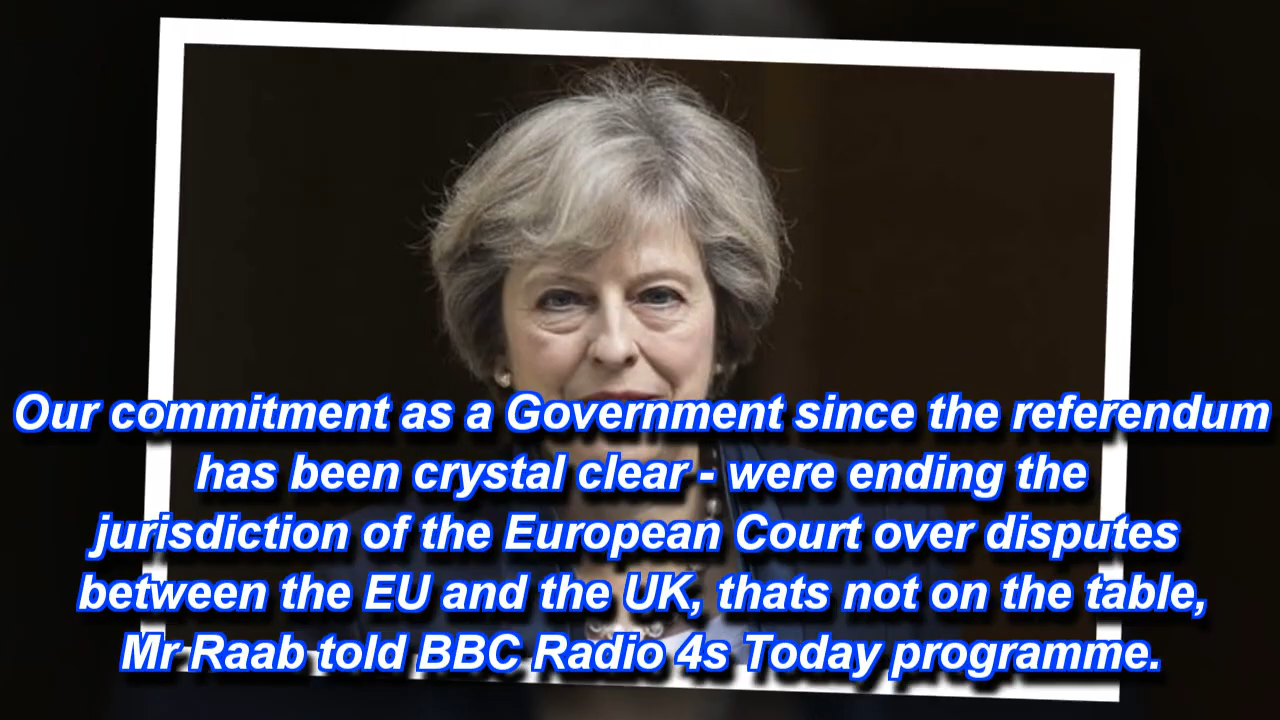 Our commitment as a Government since the referendum
has been crystal clear - were ending the
jurisdiction of the European Court over disputes
between the EU and the UK, thats not on the table,
Mr Raab told BBC Radio 4s Today programme.